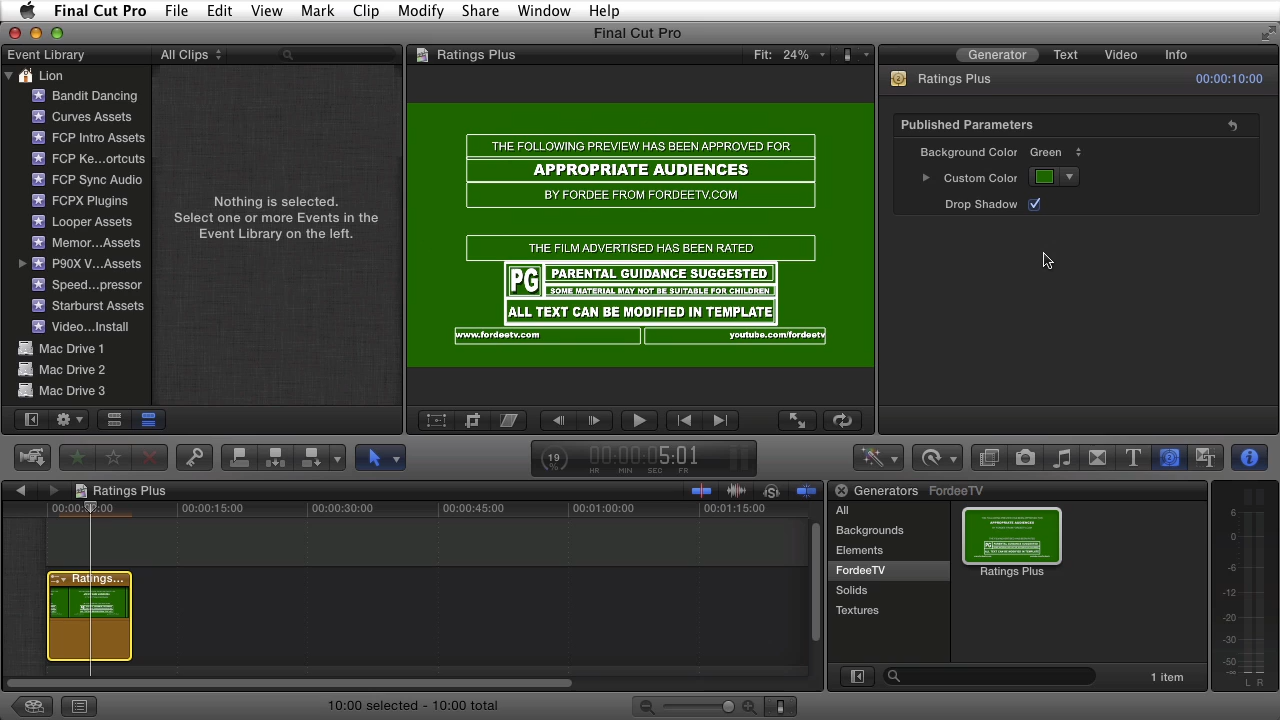 Final Cut Pro File Edit View Mark Clip Modify Share Window Help
Final Cut Pro
Event Library
All Clips
Lion
Bandit Dancing
Curves Assets
FCP Intro Assets
FCP Ke...ortcuts
FCP Sync Audio
FCPX Plugins
Looper Assets
Memor...Assets
P90X V...Assets
Speed...pressor
Starburst Assets
Video...Install
Mac Drive 1
Mac Drive 2
Mac Drive 3
Nothing is selected.
Select one or more Events in the
Event Library on the left.
Ratings Plus
Fit: 24%
THE FOLLOWING PREVIEW HAS BEEN APPROVED FOR
APPROPRIATE AUDIENCES
BY FORDEE FROM FORDEETV.COM
THE FILM ADVERTISED HAS BEEN RATED
PG
PARENTAL GUIDANCE SUGGESTED
SOME MATERIAL MAY NOT BE SUITABLE FOR CHILDREN
ALL TEXT CAN BE MODIFIED IN TEMPLATE
www.fordeetv.com
youtube.com/fordeetv
Generator Text Video Info
Ratings Plus
00:00:10:00
Published Parameters
Background Color Green
Custom Color
Drop Shadow
19
%
00:00:05:01
HR MIN SEC FR
Ratings Plus
00:00:15:00 00:00:30:00 00:00:45:00 00:01:00:00 00:01:15:00
Ratings...
Generators FordeeTV
All
Backgrounds
Elements
FordeeTV
Solids
Textures
Ratings Plus
1 item
6
0
-6
-12
-20
-30
-50
-∞
L R
10:00 selected - 10:00 total